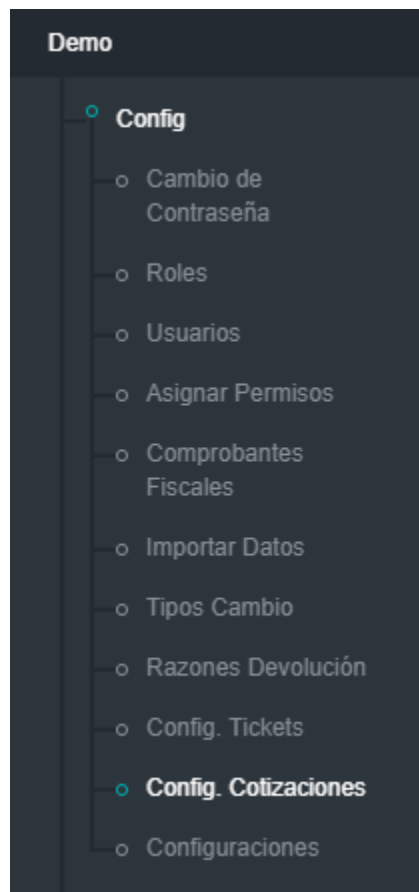 Demo
Config
Cambio de
Contraseña
Roles
Usuarios
Asignar Permisos
Comprobantes
Fiscales
Importar Datos
Tipos Cambio
Razones Devolución
Config. Tickets
Config. Cotizaciones
Configuraciones